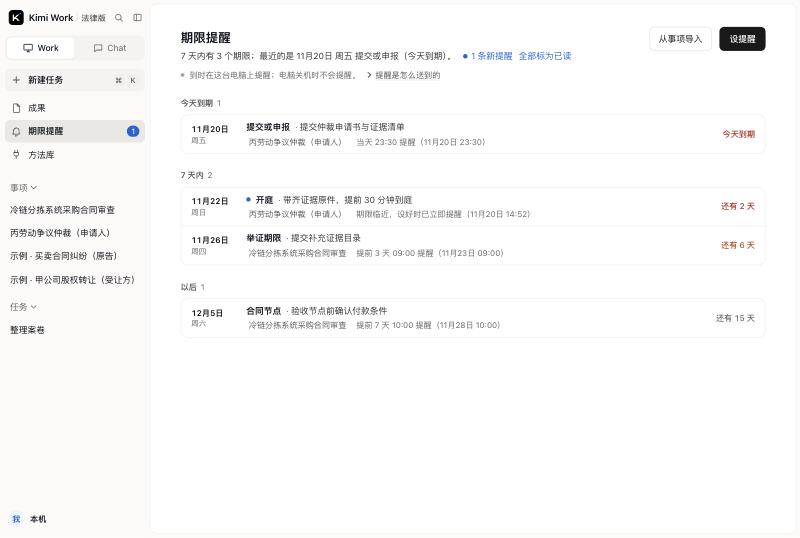 Kimi Work 法律版
Work Chat
新建任务 ⌘ K
成果
期限提醒 1
方法库
事项
冷链分拣系统采购合同审查
丙劳动争议仲裁（申请人）
示例 · 买卖合同纠纷（原告）
示例 · 甲公司股权转让（受让方）
任务
整理案卷
我 本机
期限提醒
7 天内有 3 个期限；最近的是 11月20日 周五 提交或申报（今天到期）。 1 条新提醒 全部标为已读
到时在这台电脑上提醒；电脑关机时不会提醒。 提醒是怎么送到的
从事项导入 设提醒
今天到期 1
11月20日 提交或申报 · 提交仲裁申请书与证据清单
周五 丙劳动争议仲裁（申请人） 当天 23:30 提醒（11月20日 23:30）
今天到期
7 天内 2
11月22日 开庭 · 带齐证据原件，提前 30 分钟到庭
周日 丙劳动争议仲裁（申请人） 期限临近，设好时已立即提醒（11月20日 14:52）
还有 2 天
11月26日 举证期限 · 提交补充证据目录
周四 冷链分拣系统采购合同审查 提前 3 天 09:00 提醒（11月23日 09:00）
还有 6 天
以后 1
12月5日 合同节点 · 验收节点前确认付款条件
周六 冷链分拣系统采购合同审查 提前 7 天 10:00 提醒（11月28日 10:00）
还有 15 天